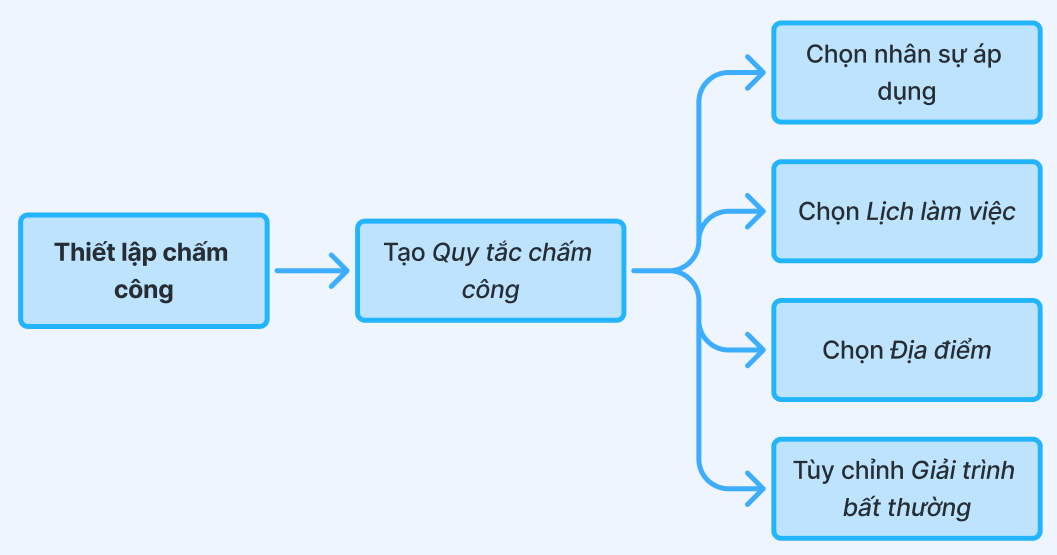 Thiết lập chấm
công
Tạo Quy tắc chấm
công
Chọn nhân sự áp
dụng
Chọn Lịch làm việc
Chọn Địa điểm
Tùy chỉnh Giải trình
bất thường